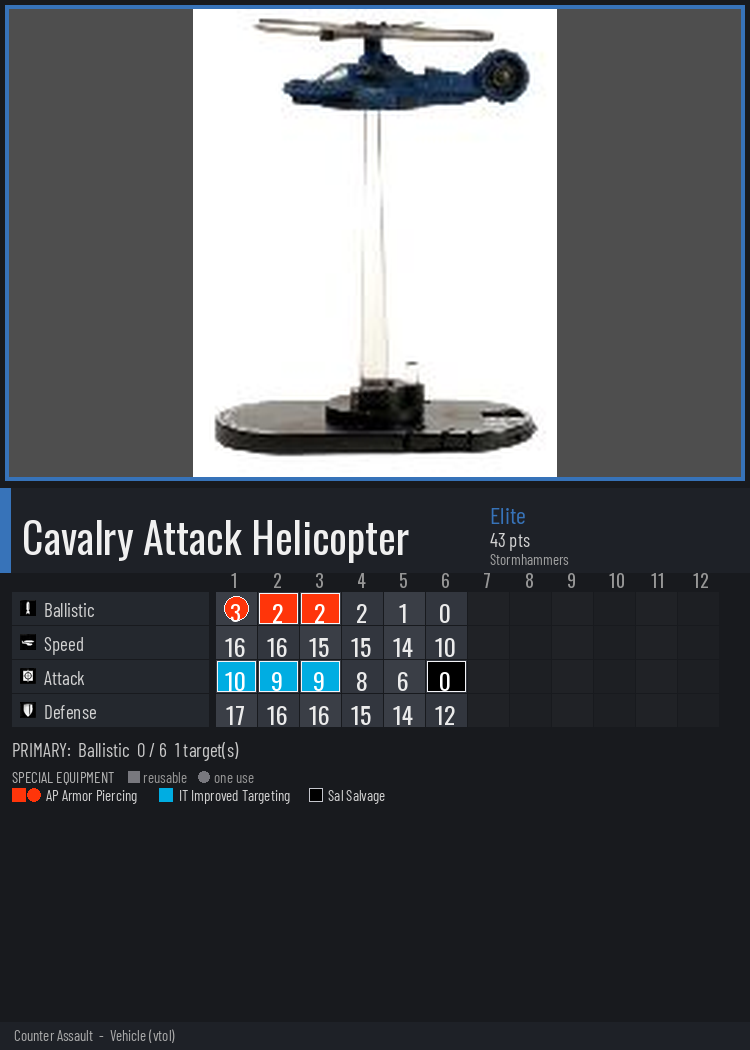 Cavalry Attack Helicopter
Elite
43 pts
Stormhammers
1 2 3 4 5 6 7 8 9 10 11 12
Ballistic 3 2 2 2 1 0
Speed 16 16 15 15 14 10
Attack 10 9 9 8 6 0
Defense 17 16 16 15 14 12
PRIMARY: Ballistic 0 / 6 1 target(s)
SPECIAL EQUIPMENT reusable one use
AP Armor Piercing IT Improved Targeting Sal Salvage
Counter Assault - Vehicle (vtol)